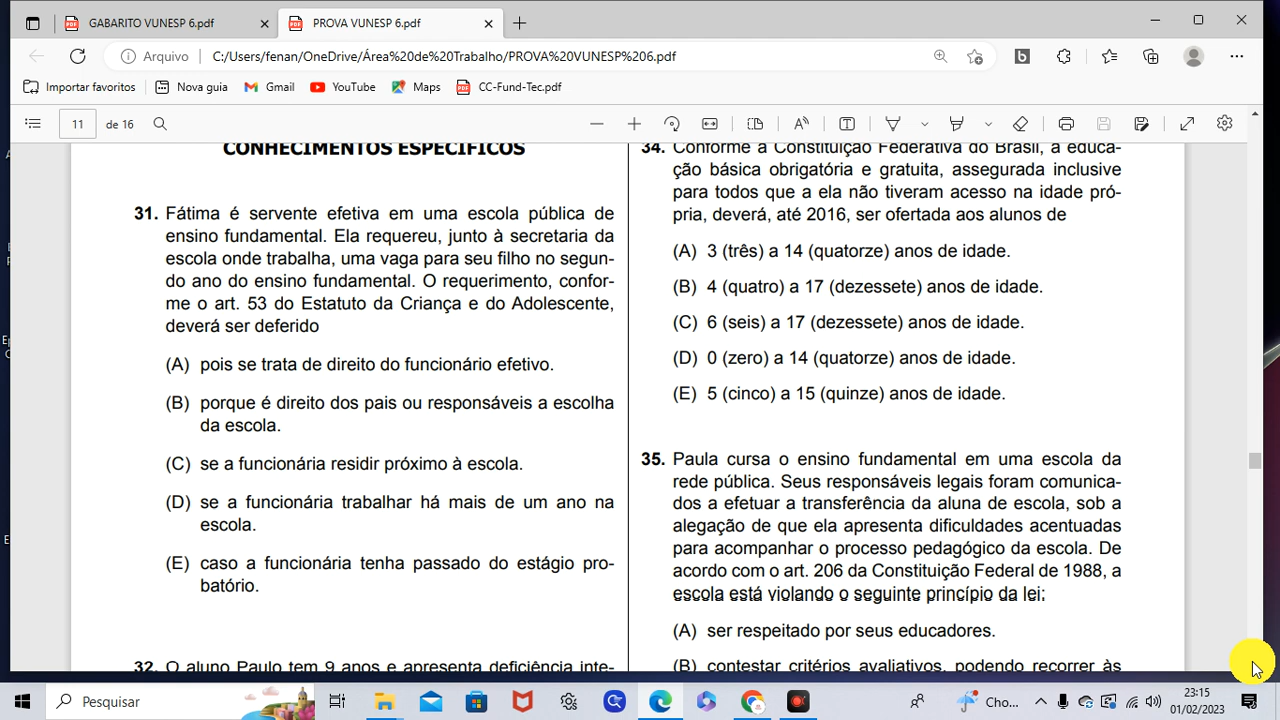 GABARITO VUNESP 6.pdf
PROVA VUNESP 6.pdf
Arquivo
C:/Users/fenan/OneDrive/Área%20de%20Trabalho/PROVA%20VUNESP%206.pdf
Importar favoritos
Nova guia
Gmail
YouTube
Maps
CC-Fund-Tec.pdf
11
de 16
CONHECIMENTOS ESPECÍFICOS
31. Fátima é servente efetiva em uma escola pública de
ensino fundamental. Ela requereu, junto à secretaria da
escola onde trabalha, uma vaga para seu filho no segun-
do ano do ensino fundamental. O requerimento, confor-
me o art. 53 do Estatuto da Criança e do Adolescente,
deverá ser deferido
(A) pois se trata de direito do funcionário efetivo.
(B) porque é direito dos pais ou responsáveis a escolha
da escola.
(C) se a funcionária residir próximo à escola.
(D) se a funcionária trabalhar há mais de um ano na
escola.
(E) caso a funcionária tenha passado do estágio pro-
batório.
32. O aluno Paulo tem 9 anos e apresenta deficiência inte-
34. Conforme a Constituição Federativa do Brasil, a educa-
ção básica obrigatória e gratuita, assegurada inclusive
para todos que a ela não tiveram acesso na idade pró-
pria, deverá, até 2016, ser ofertada aos alunos de
(A) 3 (três) a 14 (quatorze) anos de idade.
(B) 4 (quatro) a 17 (dezessete) anos de idade.
(C) 6 (seis) a 17 (dezessete) anos de idade.
(D) 0 (zero) a 14 (quatorze) anos de idade.
(E) 5 (cinco) a 15 (quinze) anos de idade.
35. Paula cursa o ensino fundamental em uma escola da
rede pública. Seus responsáveis legais foram comunica-
dos a efetuar a transferência da aluna de escola, sob a
alegação de que ela apresenta dificuldades acentuadas
para acompanhar o processo pedagógico da escola. De
acordo com o art. 206 da Constituição Federal de 1988, a
escola está violando o seguinte princípio da lei:
(A) ser respeitado por seus educadores.
(B) contestar critérios avaliativos, podendo recorrer às
Pesquisar
Cho...
23:15
01/02/2023